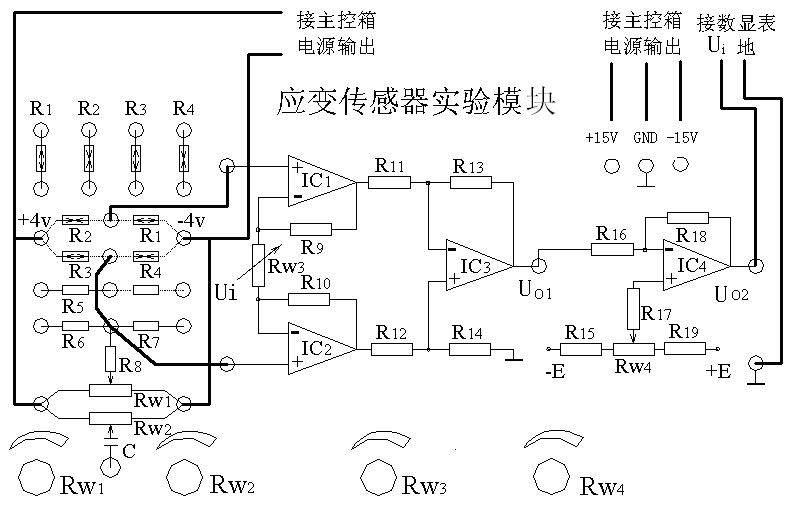 接主控箱
电源输出
接主控箱
电源输出
接数显表
Ui 地
应变传感器实验模块
R1 R2 R3 R4
+15V GND -15V
+4v -4v
R2 R1
R3 R4
R5
R6 R7
R8
Rw1
Rw2
C
Ui
IC1
R11 R13
R9
Rw3
R10
IC2
R12 R14
IC3
UO1
R16
R18
IC4
UO2
R17
R15 R19
-E Rw4 +E
Rw1 Rw2 Rw3 Rw4